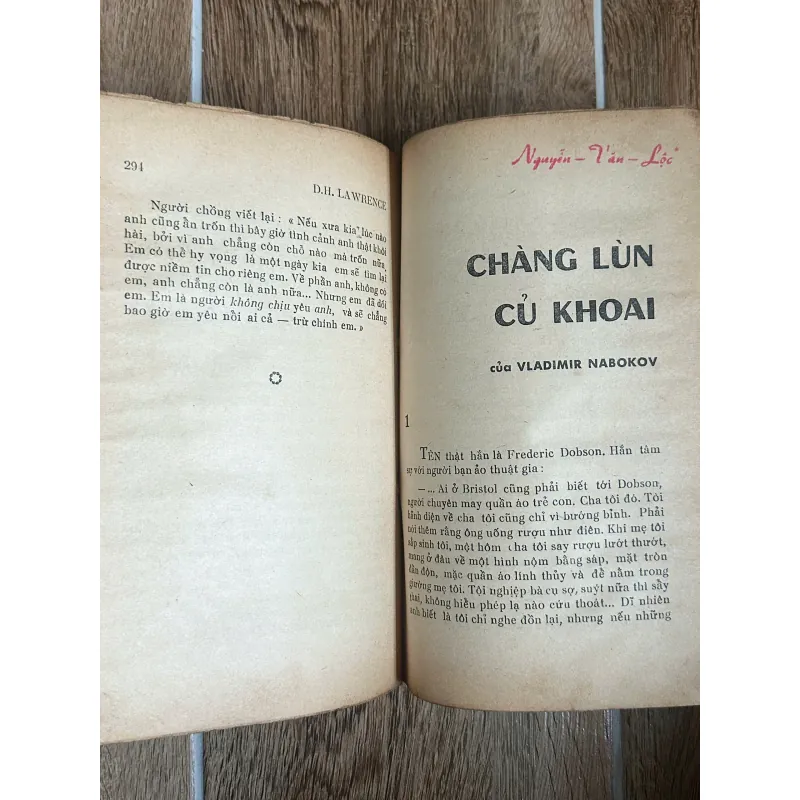 294
D.H. LAWRENCE
Người chồng viết lại : « Nếu xưa kia lúc nào
anh cũng ẩn trốn thì bây giờ tình cảnh anh thật khôi
hài, bởi vì anh chẳng còn chỗ nào mà trốn nữa.
Em có thể hy vọng là một ngày kia em sẽ tìm lại
được niềm tin cho riêng em. Về phần anh, không có
em, anh chẳng còn là anh nữa... Nhưng em đã dối
em. Em là người không chịu yêu anh, và sẽ chẳng
bao giờ em yêu nồi ai cả — trừ chính em. »
Nguyễn - Văn - Lộc
CHÀNG LÙN
CỦ KHOAI
của VLADIMIR NABOKOV
1
TÊN thật hắn là Frederic Dobson. Hắn tâm
sự với người bạn ảo thuật gia :
—... Ai ở Bristol cũng phải biết tới Dobson,
người chuyên may quần áo trẻ con. Cha tôi đó. Tôi
hãnh diện về cha tôi cũng chỉ vì bướng bỉnh. Phải
nói thêm rằng ông uống rượu như điên. Khi mẹ tôi
sắp sinh tôi, một hôm cha tôi say rượu lướt thướt,
mang ở đâu về một hình nộm bằng sáp, mặt tròn
đần độn, mặc quần áo lính thủy và để nằm trong
giường mẹ tôi. Tội nghiệp bà cụ sợ, suýt nữa thì sẩy
thai, không hiểu phép lạ nào cứu thoát... Dĩ nhiên
anh biết là tôi chỉ nghe đồn lại, nhưng nếu những